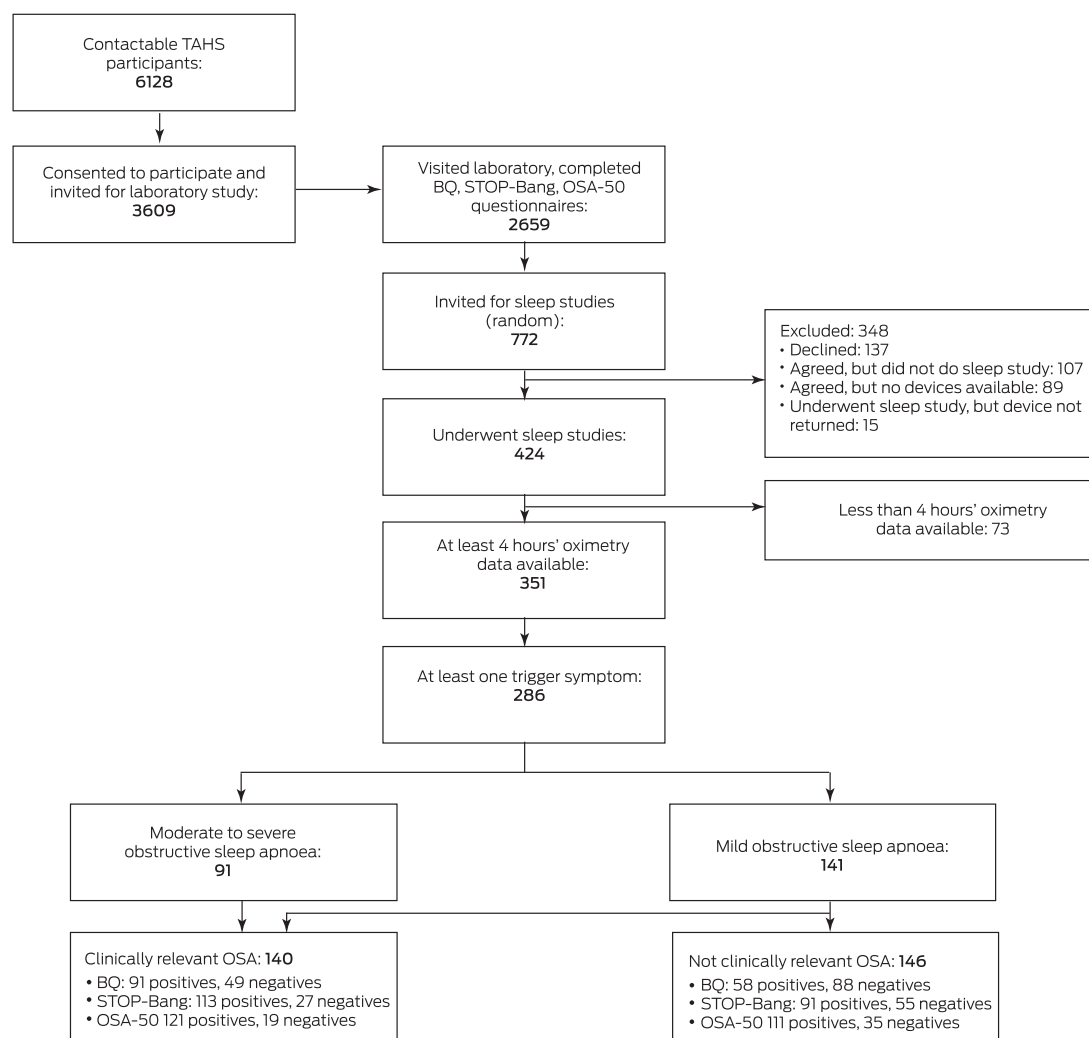 Contactable TAHS
participants:
6128
Consented to participate and
invited for laboratory study:
3609
Visited laboratory, completed
BQ, STOP-Bang, OSA-50
questionnaires:
2659
Invited for sleep studies
(random):
772
Excluded: 348
• Declined: 137
• Agreed, but did not do sleep study: 107
• Agreed, but no devices available: 89
• Underwent sleep study, but device not
returned: 15
Underwent sleep studies:
424
Less than 4 hours’ oximetry
data available: 73
At least 4 hours’ oximetry
data available:
351
At least one trigger symptom:
286
Moderate to severe
obstructive sleep apnoea:
91
Mild obstructive sleep apnoea:
141
Clinically relevant OSA: 140
• BQ: 91 positives, 49 negatives
• STOP-Bang: 113 positives, 27 negatives
• OSA-50 121 positives, 19 negatives
Not clinically relevant OSA: 146
• BQ: 58 positives, 88 negatives
• STOP-Bang: 91 positives, 55 negatives
• OSA-50 111 positives, 35 negatives